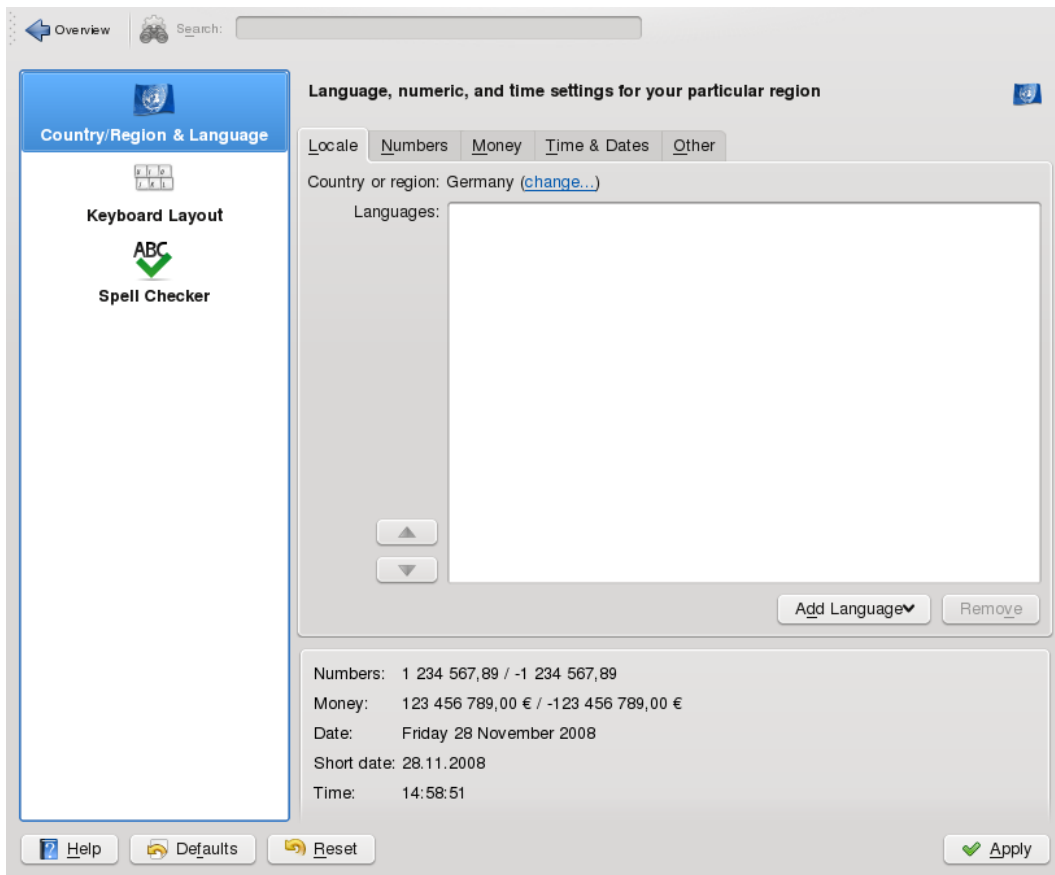 Overview Search:
Country/Region & Language
Keyboard Layout
ABC
Spell Checker
Language, numeric, and time settings for your particular region
Locale Numbers Money Time & Dates Other
Country or region: Germany (change...)
Languages:
Add Language Remove
Numbers: 1 234 567,89 / -1 234 567,89
Money: 123 456 789,00 € / -123 456 789,00 €
Date: Friday 28 November 2008
Short date: 28.11.2008
Time: 14:58:51
Help Defaults Reset Apply